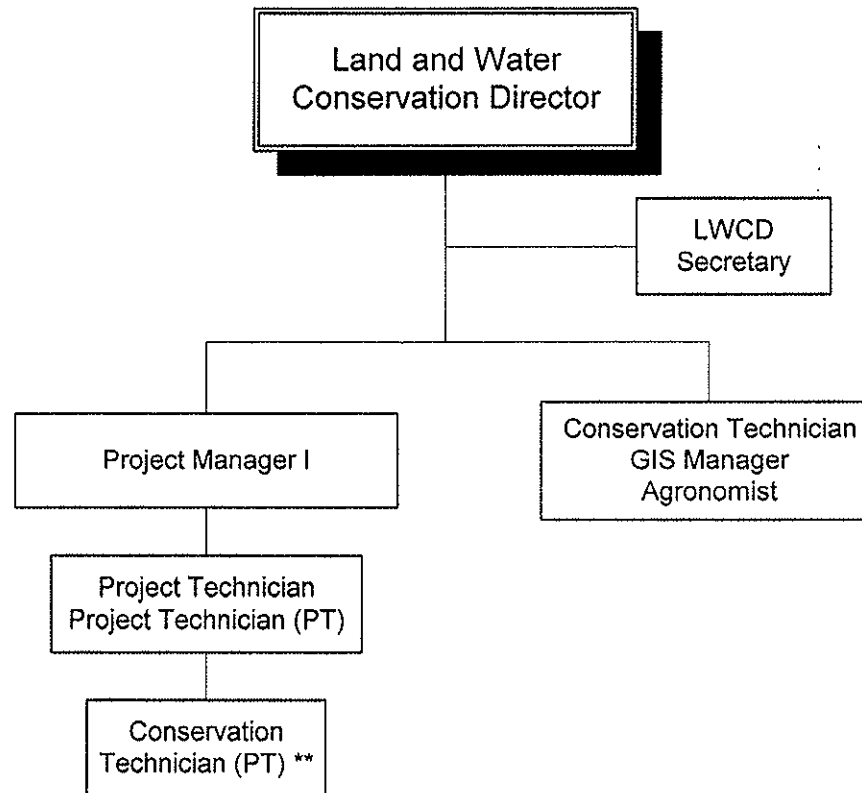 Land and Water
Conservation Director
LWCD
Secretary
Project Manager I
Conservation Technician
GIS Manager
Agronomist
Project Technician
Project Technician (PT)
Conservation
Technician (PT) **